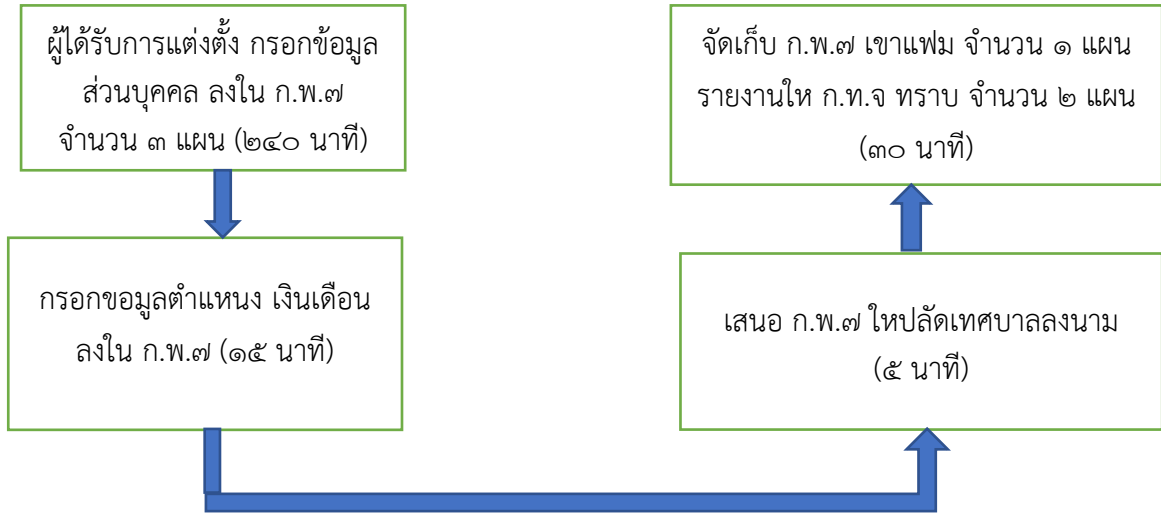 ผู้ได้รับการแต่งตั้ง กรอกข้อมูล
ส่วนบุคคล ลงใน ก.พ.๗
จำนวน ๓ แผน (๒๔๐ นาที)
กรอกขอมูลตำแหนง เงินเดือน
ลงใน ก.พ.๗ (๑๕ นาที)
เสนอ ก.พ.๗ ใหปลัดเทศบาลลงนาม
(๕ นาที)
จัดเก็บ ก.พ.๗ เขาแฟม จำนวน ๑ แผน
รายงานให ก.ท.จ ทราบ จำนวน ๒ แผน
(๓๐ นาที)